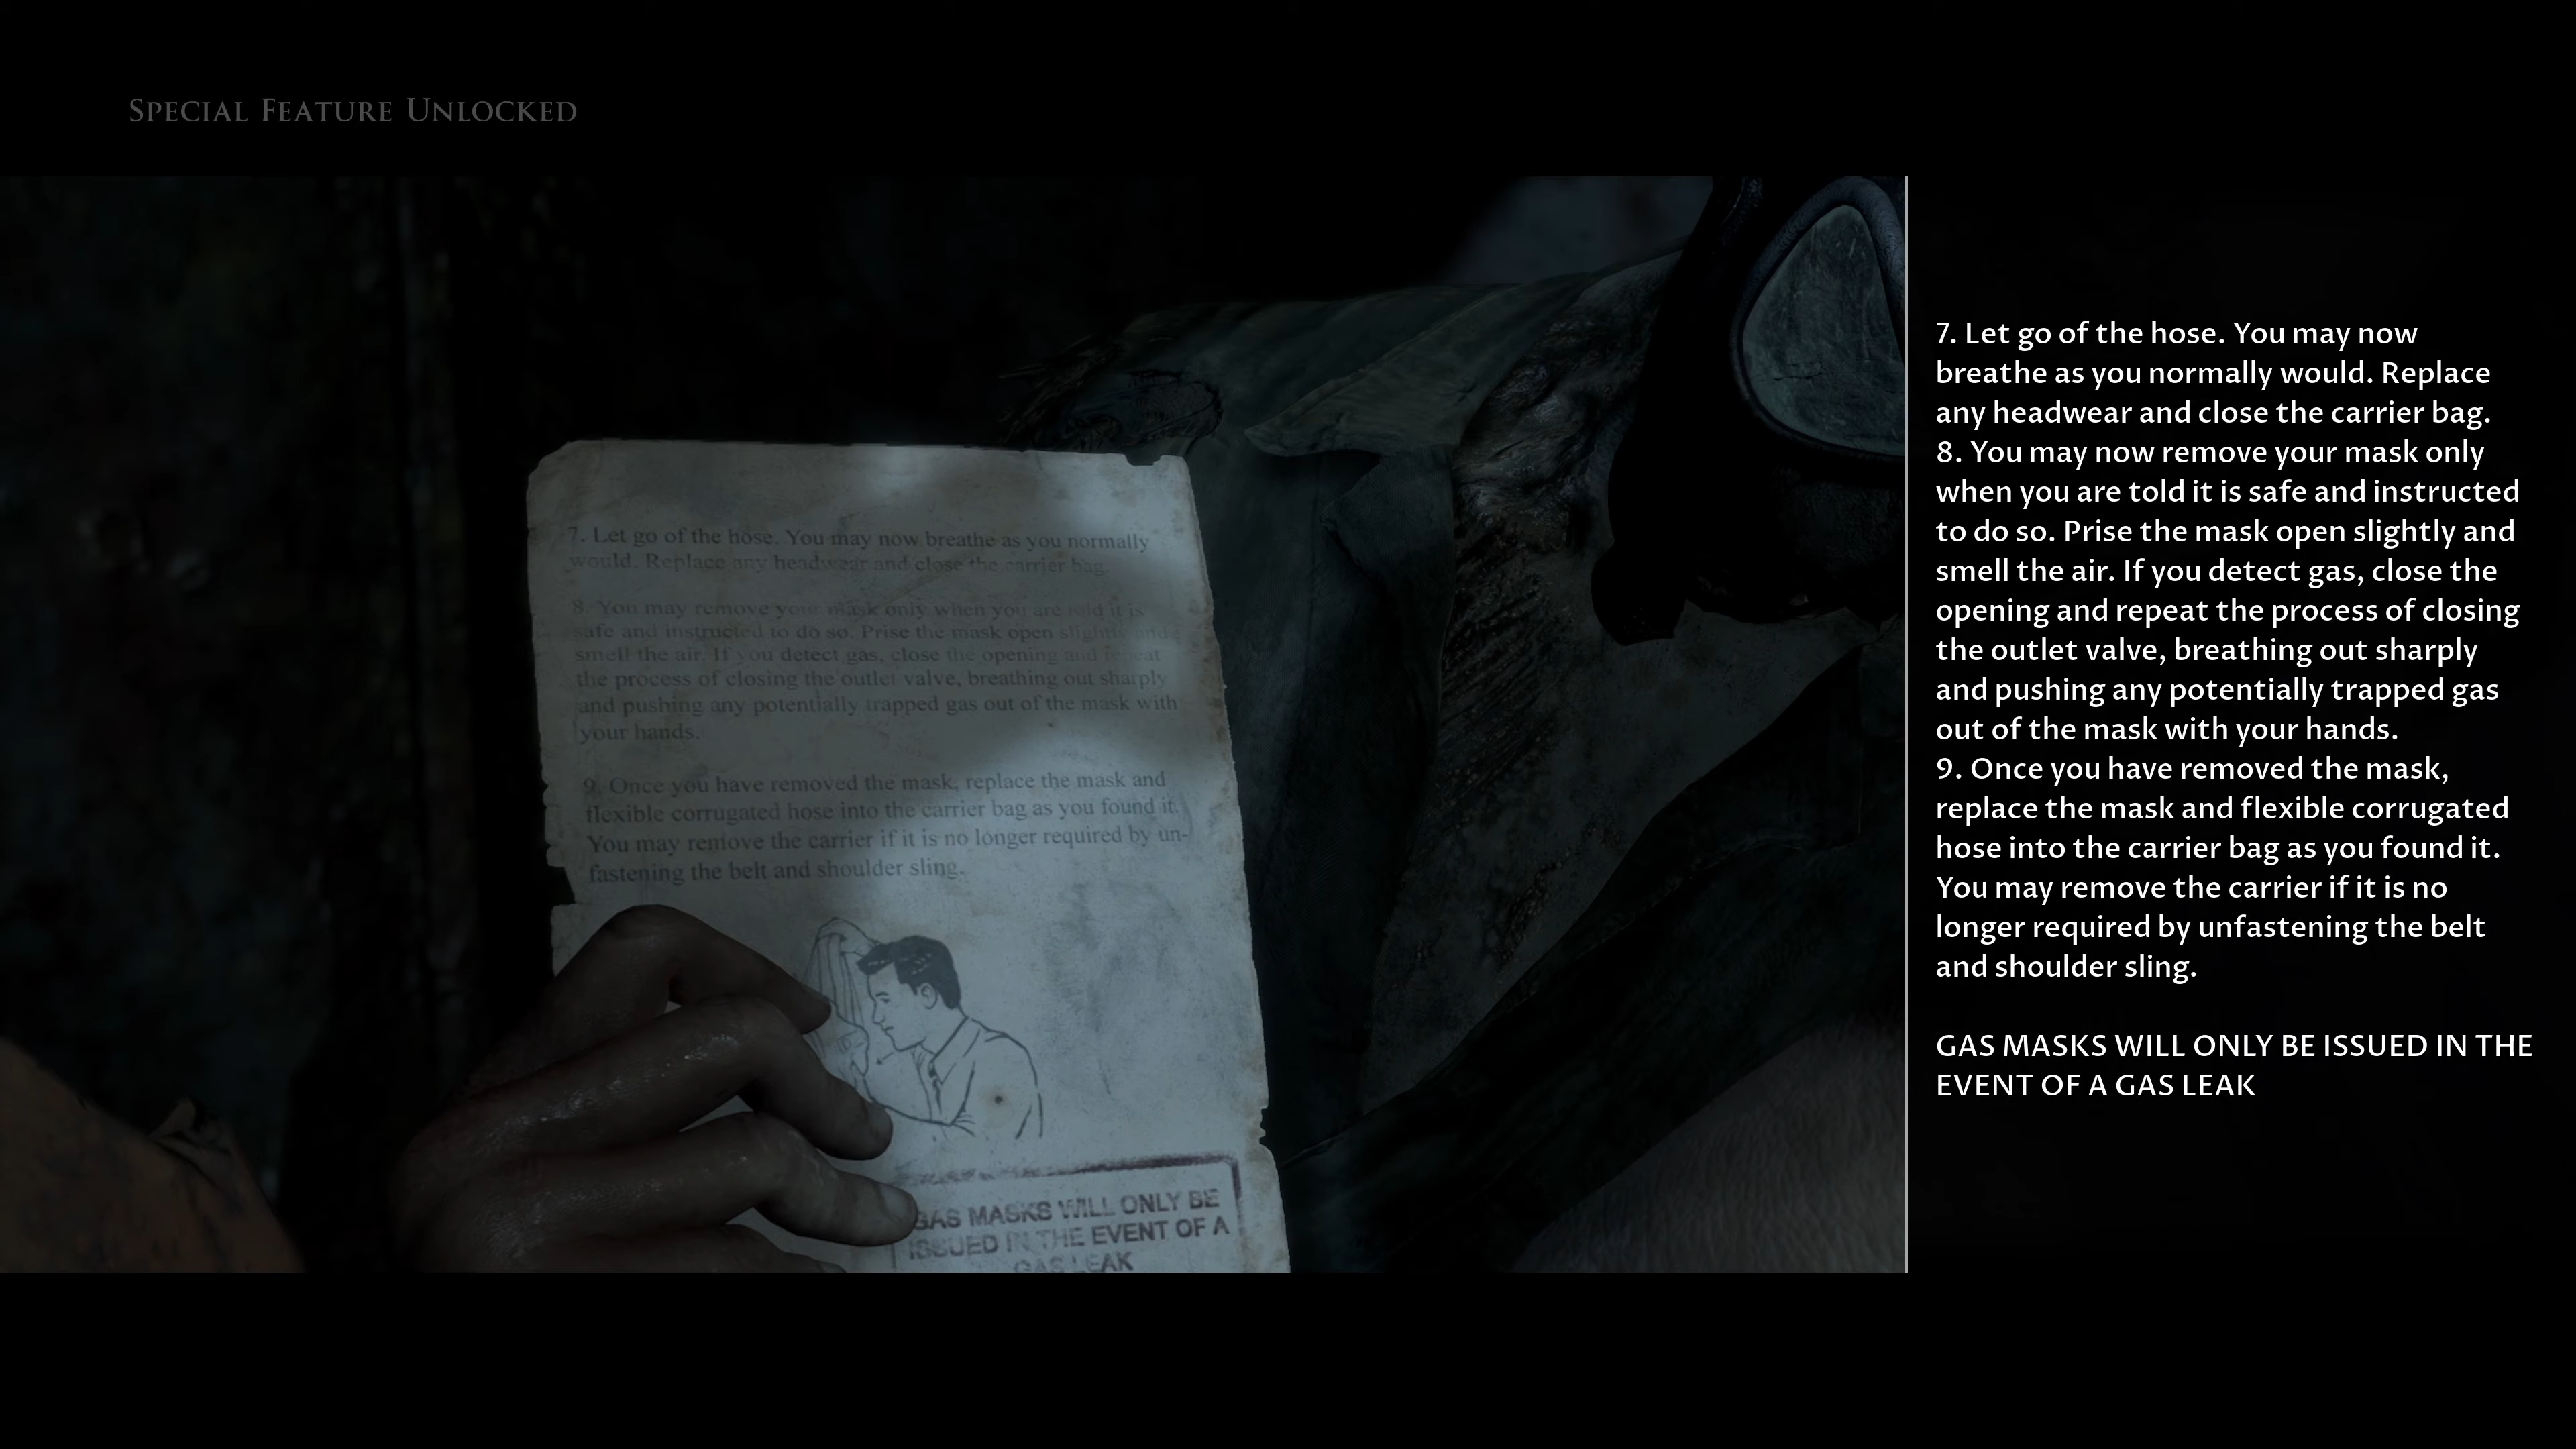 SPECIAL FEATURE UNLOCKED
7. Let go of the hose. You may now breathe as you normally
would. Replace any headwear and close the carrier bag.
8. You may remove your mask only when you are told it is
safe and instructed to do so. Prise the mask open slightly and
smell the air. If you detect gas, close the opening and repeat
the process of closing the outlet valve, breathing out sharply
and pushing any potentially trapped gas out of the mask with
your hands.
9. Once you have removed the mask, replace the mask and
flexible corrugated hose into the carrier bag as you found it.
You may remove the carrier if it is no longer required by un-
fastening the belt and shoulder sling.
GAS MASKS WILL ONLY BE
ISSUED IN THE EVENT OF A
GAS LEAK
7. Let go of the hose. You may now
breathe as you normally would. Replace
any headwear and close the carrier bag.
8. You may now remove your mask only
when you are told it is safe and instructed
to do so. Prise the mask open slightly and
smell the air. If you detect gas, close the
opening and repeat the process of closing
the outlet valve, breathing out sharply
and pushing any potentially trapped gas
out of the mask with your hands.
9. Once you have removed the mask,
replace the mask and flexible corrugated
hose into the carrier bag as you found it.
You may remove the carrier if it is no
longer required by unfastening the belt
and shoulder sling.
GAS MASKS WILL ONLY BE ISSUED IN THE
EVENT OF A GAS LEAK